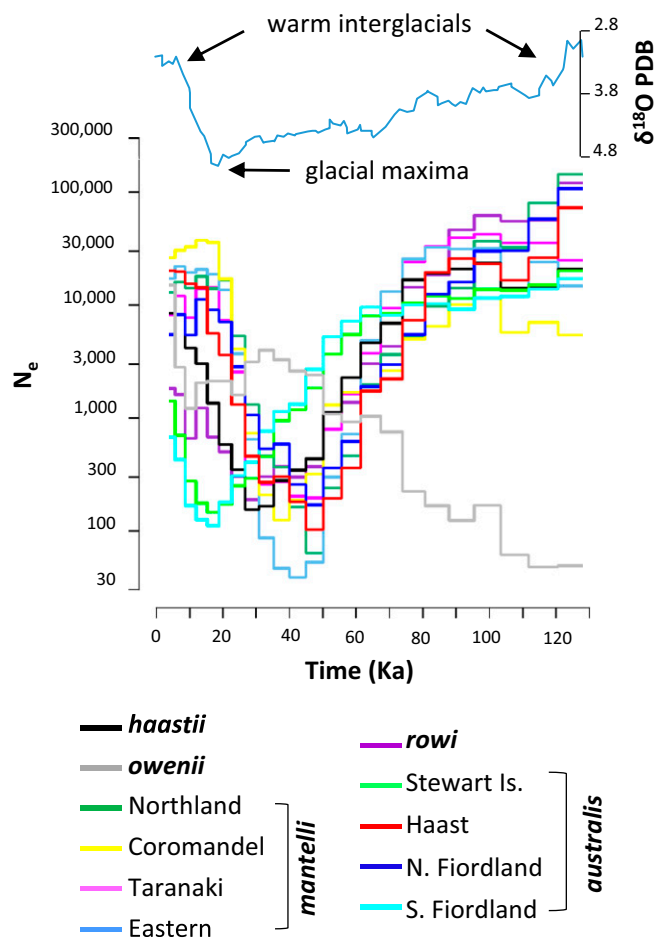 warm interglacials
2.8
3.8
4.8
δ18O PDB
glacial maxima
300,000
100,000
30,000
10,000
3,000
1,000
300
100
30
Ne
0
20
40
60
80
100
120
Time (Ka)
haastii
owenii
Northland
Coromandel
Taranaki
Eastern
mantelli
rowi
Stewart Is.
Haast
N. Fiordland
S. Fiordland
australis